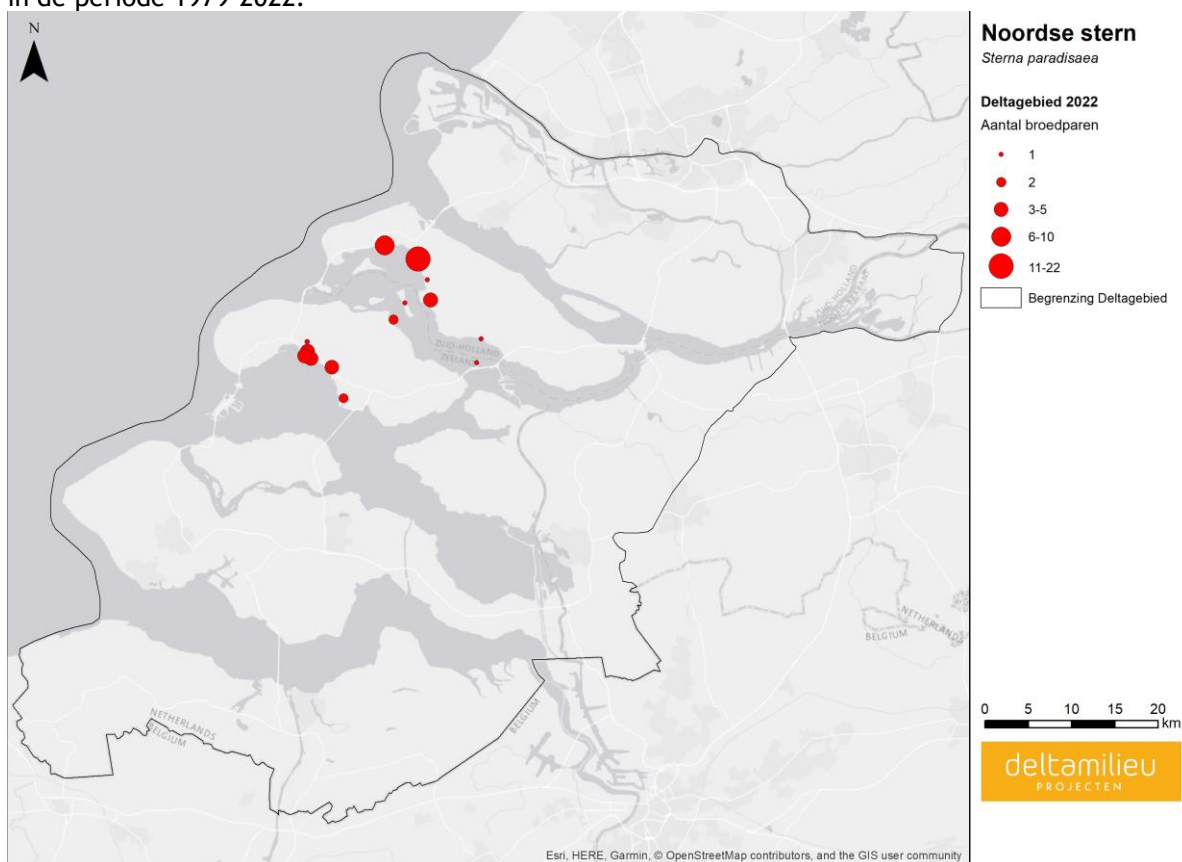 in de periode 1979-2022.
N
Noordse stern
Sterna paradisaea
Deltagebied 2022
Aantal broedparen
1
2
3-5
6-10
11-22
Begrenzing Deltagebied
ZUID-HOLLAND
ZUID-HOLLAND
ZEELAND
NETHERLANDS
BELGIUM
NETHERLANDS
BELGIUM
BELGIUM
0 5 10 15 20
km
deltamilieu
PROJECTEN
Esri, HERE, Garmin, © OpenStreetMap contributors, and the GIS user community